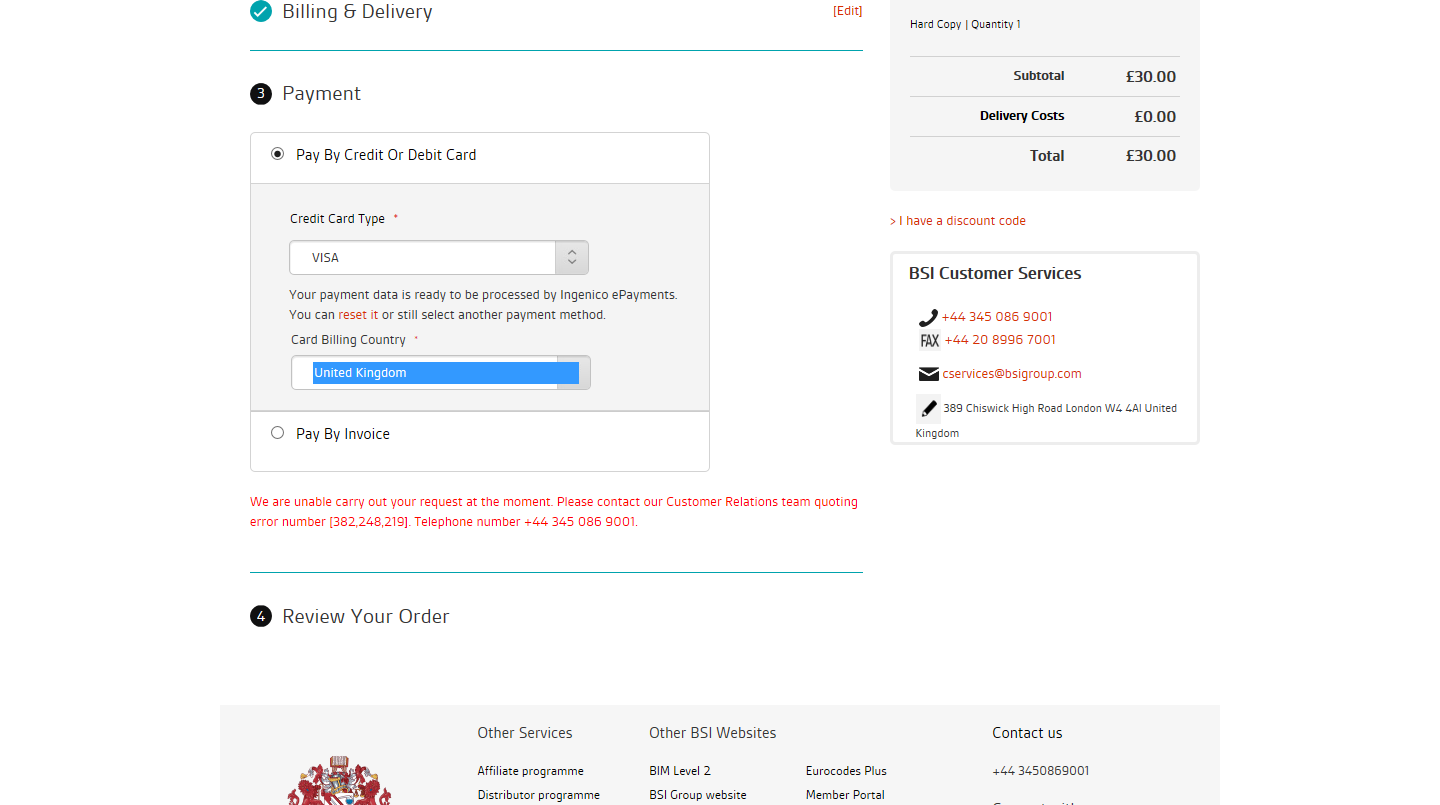 Billing & Delivery
[Edit]
3 Payment
Pay By Credit Or Debit Card
Credit Card Type *
VISA
Your payment data is ready to be processed by Ingenico ePayments.
You can reset it or still select another payment method.
Card Billing Country *
United Kingdom
Pay By Invoice
We are unable carry out your request at the moment. Please contact our Customer Relations team quoting
error number [382,248,219]. Telephone number +44 345 086 9001.
4 Review Your Order
Hard Copy | Quantity 1
Subtotal £30.00
Delivery Costs £0.00
Total £30.00
> I have a discount code
BSI Customer Services
+44 345 086 9001
FAX +44 20 8996 7001
cservices@bsigroup.com
389 Chiswick High Road London W4 4Al United
Kingdom
Other Services
Affiliate programme
Distributor programme
Other BSI Websites
BIM Level 2
BSI Group website
Eurocodes Plus
Member Portal
Contact us
+44 3450869001